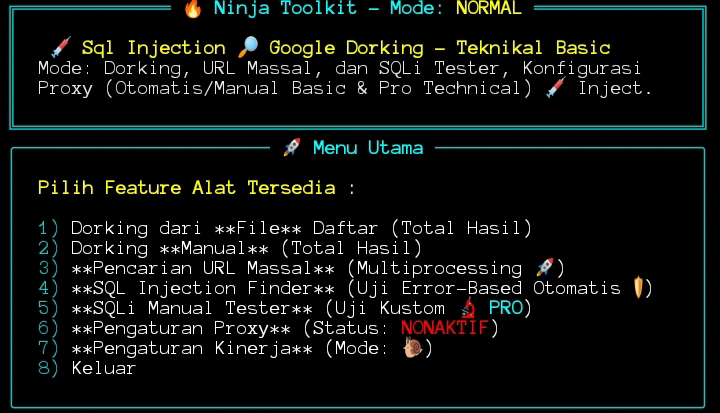 🔥 Ninja Toolkit - Mode: NORMAL
💉 Sql Injection 🔎 Google Dorking - Teknikal Basic
Mode: Dorking, URL Massal, dan SQLi Tester, Konfigurasi
Proxy (Otomatis/Manual Basic & Pro Technical) 💉 Inject.
🚀 Menu Utama
Pilih Feature Alat Tersedia :
1) Dorking dari **File** Daftar (Total Hasil)
2) Dorking **Manual** (Total Hasil)
3) **Pencarian URL Massal** (Multiprocessing 🚀)
4) **SQL Injection Finder** (Uji Error-Based Otomatis 🛡)
5) **SQLi Manual Tester** (Uji Kustom 🔬 PRO)
6) **Pengaturan Proxy** (Status: NONAKTIF)
7) **Pengaturan Kinerja** (Mode: 🐌)
8) Keluar